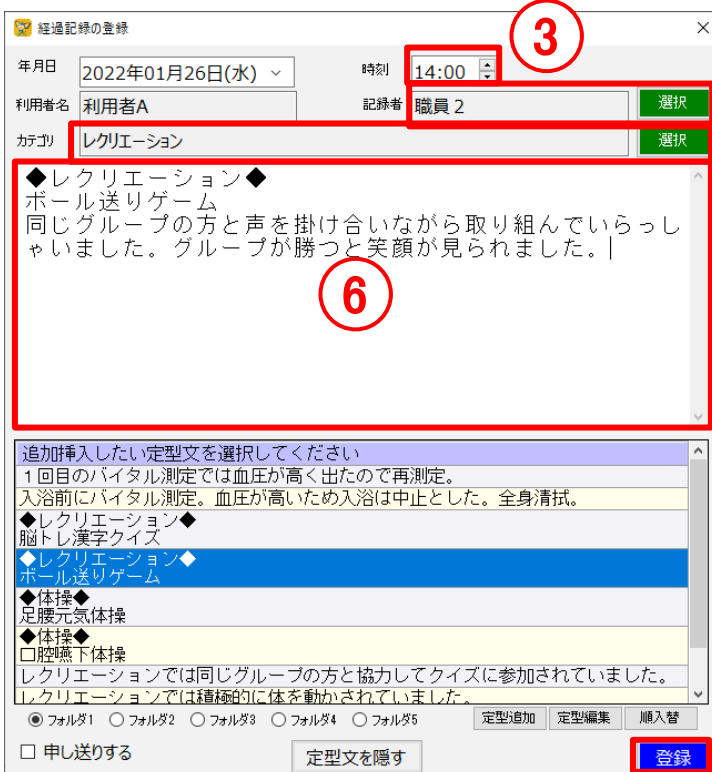 経過記録の登録
③
年月日 2022年01月26日(水) 時刻 14:00
利用者名 利用者A 記録者 職員2 選択
カテゴリ レクリエーション 選択
◆レクリエーション◆
ボール送りゲーム
同じグループの方と声を掛け合いながら取り組んでいらっし
ゃいました。グループが勝つと笑顔が見られました。
⑥
追加挿入したい定型文を選択してください
1回目のバイタル測定では血圧が高く出たので再測定。
入浴前にバイタル測定。血圧が高いため入浴は中止とした。全身清拭。
◆レクリエーション◆
脳トレ漢字クイズ
◆レクリエーション◆
ボール送りゲーム
◆体操◆
足腰元気体操
◆体操◆
口腔嚥下体操
レクリエーションでは同じグループの方と協力してクイズに参加されていました。
レクリエーションでは積極的に体を動かされていました。
フォルダ1 フォルダ2 フォルダ3 フォルダ4 フォルダ5 定型追加 定型編集 順入替
申し送りする 定型文を隠す 登録